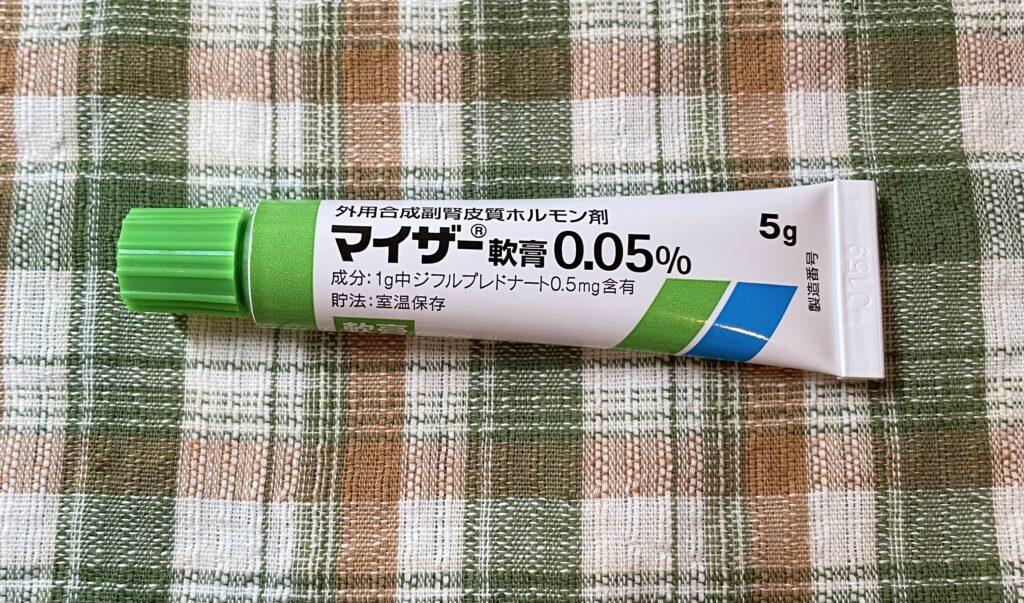 外用合成副腎皮質ホルモン剤
マイザー®軟膏0.05%
成分:1g中ジフルプレドナート0.5mg含有
貯法:室温保存
軟膏
5g
製造番号